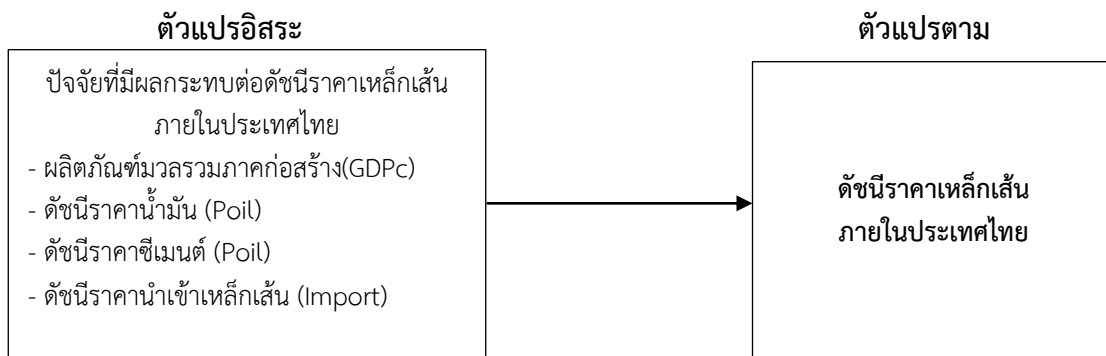 ตัวแปรอิสระ
ปัจจัยที่มีผลกระทบต่อดัชนีราคาเหล็กเส้น
ภายในประเทศไทย
- ผลิตภัณฑ์มวลรวมภาคก่อสร้าง(GDPc)
- ดัชนีราคาน้ำมัน (Poil)
- ดัชนีราคาซีเมนต์ (Poil)
- ดัชนีราคานำเข้าเหล็กเส้น (Import)
ตัวแปรตาม
ดัชนีราคาเหล็กเส้น
ภายในประเทศไทย